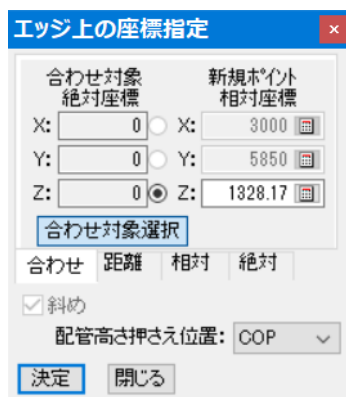 エッジ上の座標指定 ×
合わせ対象 新規ポイント
絶対座標 相対座標
X: 0 X: 3000
Y: 0 Y: 5850
Z: 0 Z: 1328.17
合わせ対象選択
合わせ 距離 相対 絶対
斜め
配管高さ押さえ位置: COP
決定 閉じる